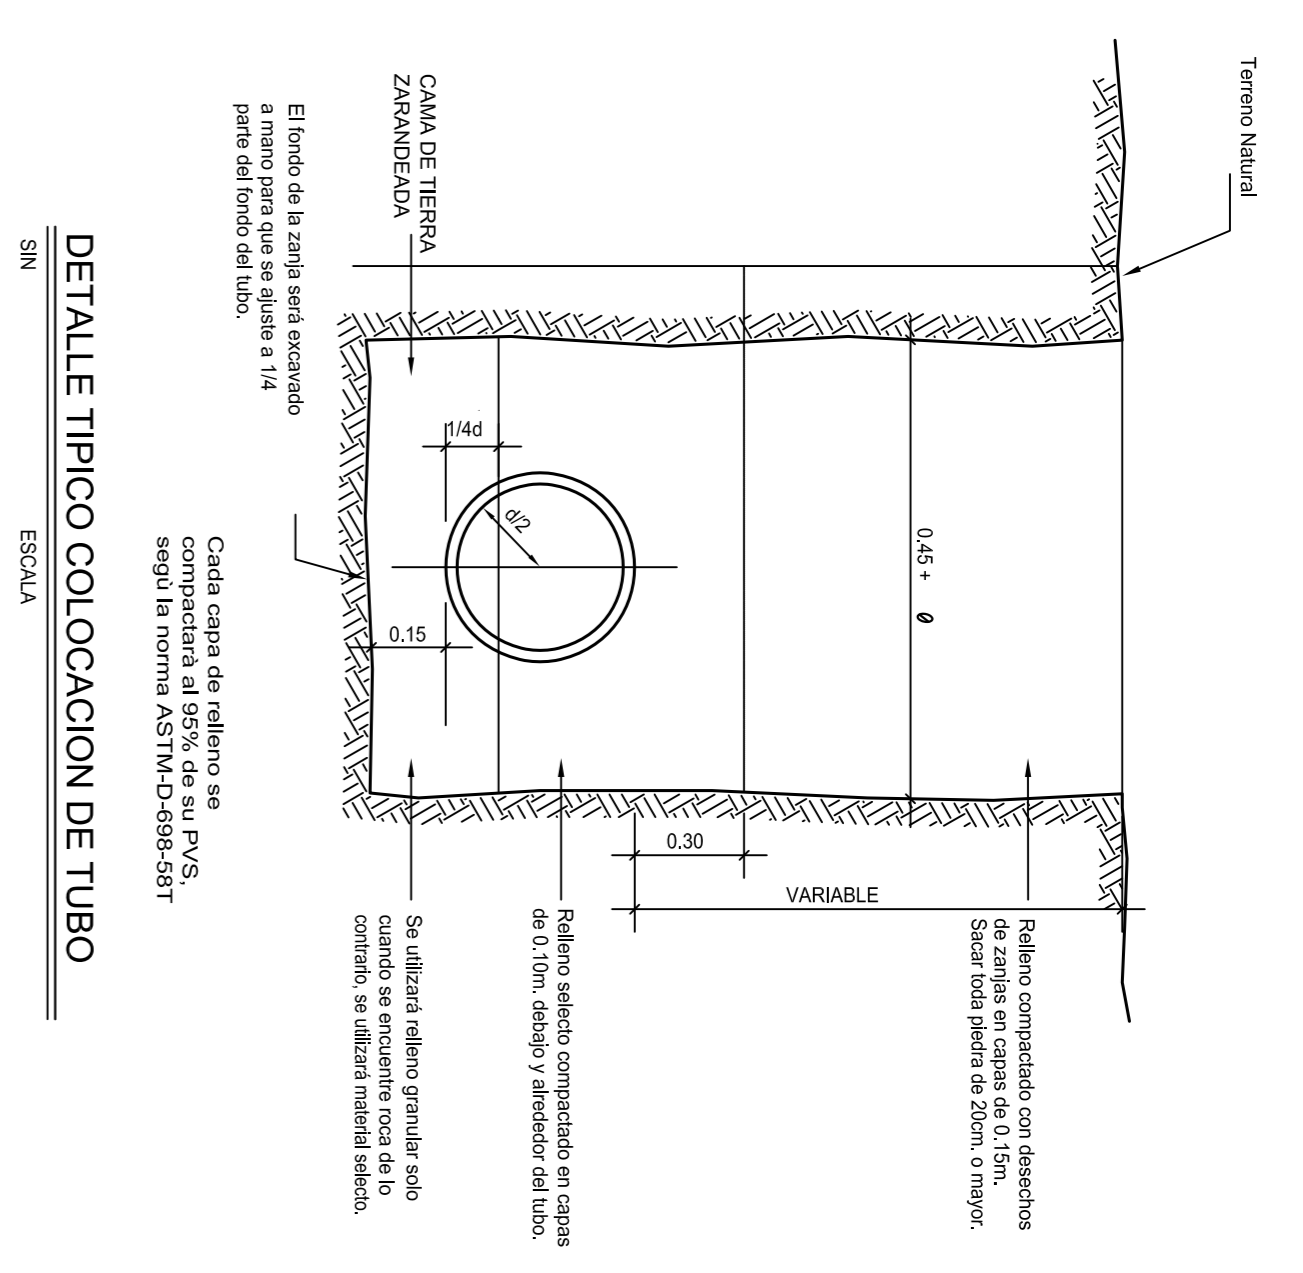 Terreno Natural
0.45 + Ø
Relleno compactado con desechos
de zanjas en capas de 0.15m.
Sacar toda piedra de 20cm. o mayor.
VARIABLE
0.30
Relleno selecto compactado en capas
de 0.10m. debajo y alrededor del tubo.
d/2
1/4d
0.15
CAMA DE TIERRA
ZARANDEADA
Se utilizará relleno granular solo
cuando se encuentre roca de lo
contrario, se utilizará material selecto.
El fondo de la zanja será excavado
a mano para que se ajuste a 1/4
parte del fondo del tubo.
Cada capa de relleno se
compactarà al 95% de su PVS,
segù la norma ASTM-D-698-58T
DETALLE TIPICO COLOCACION DE TUBO
SIN ESCALA